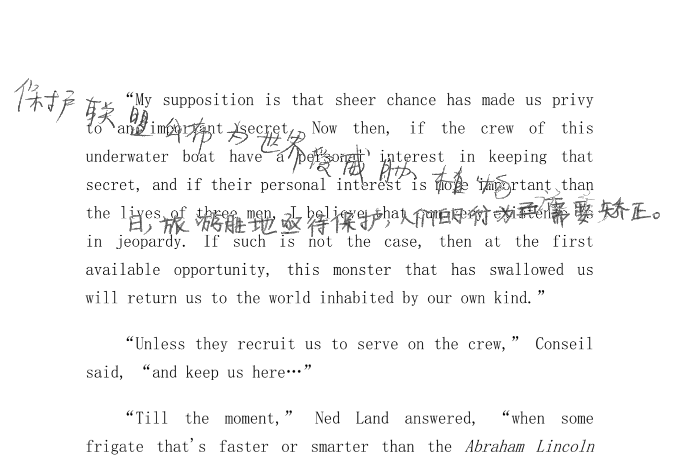 保护联盟公布为世界受威胁、植物
“My supposition is that sheer chance has made us privy
to an important secret. Now then, if the crew of this
underwater boat have a personal interest in keeping that
secret, and if their personal interest is more important than
the lives of three men, I believe that our very existence is
日，旅游胜地亟待保护，人们的行为亟需要矫正。
in jeopardy. If such is not the case, then at the first
available opportunity, this monster that has swallowed us
will return us to the world inhabited by our own kind.”
“Unless they recruit us to serve on the crew,” Conseil
said, “and keep us here…”
“Till the moment,” Ned Land answered, “when some
frigate that's faster or smarter than the Abraham Lincoln